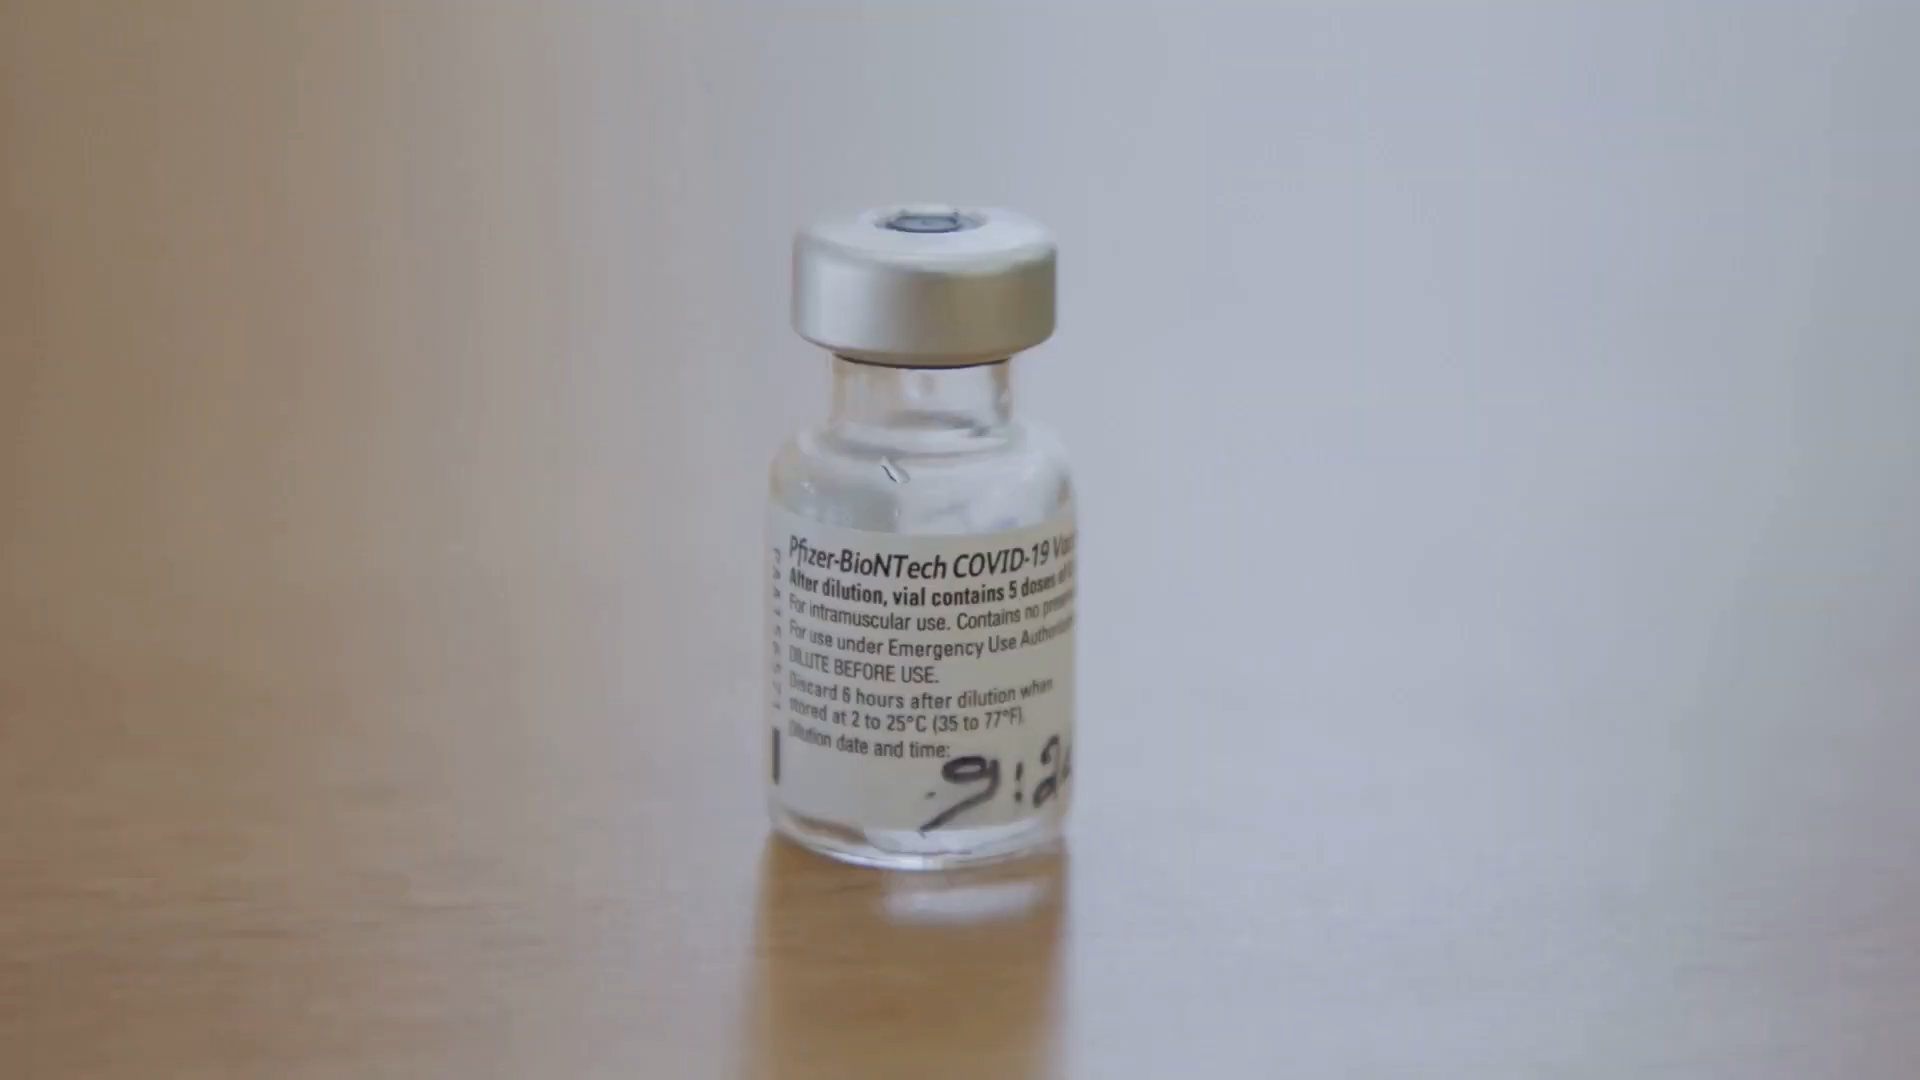 Pfizer-BioNTech COVID-19
After dilution, vial contains 5 doses of
For intramuscular use. Contains no
For use under Emergency Use
DILUTE BEFORE USE.
Discard 6 hours after dilution when
stored at 2 to 25°C (35 to 77°F).
Dilution date and time:
9:2